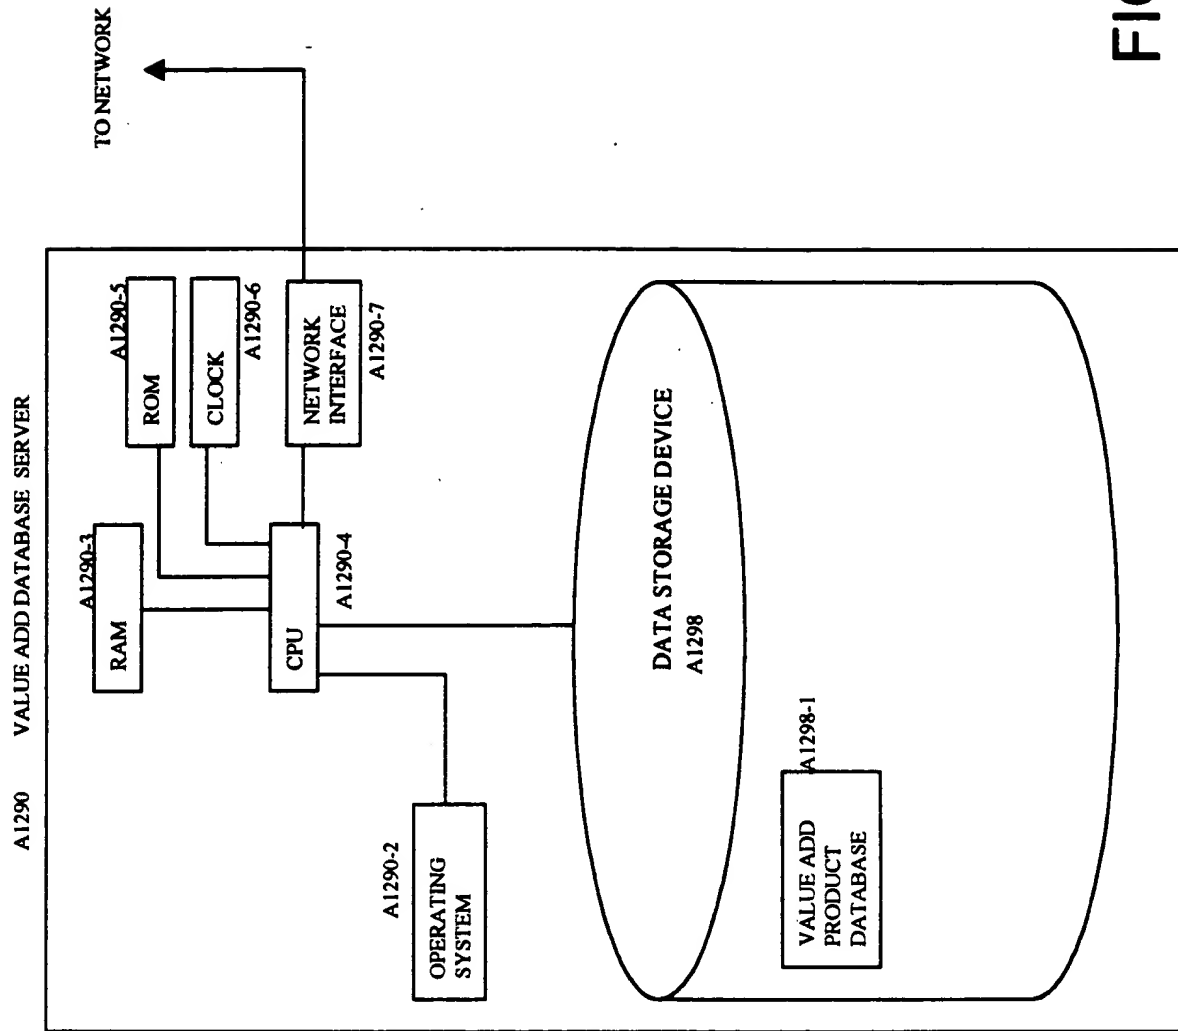 A1290 VALUE ADD DATABASE SERVER
TO NETWORK
A1290-3
RAM
A1290-5
ROM
CLOCK
A1290-6
CPU
A1290-4
NETWORK
INTERFACE
A1290-7
A1290-2
OPERATING
SYSTEM
DATA STORAGE DEVICE
A1298
A1298-1
VALUE ADD
PRODUCT
DATABASE